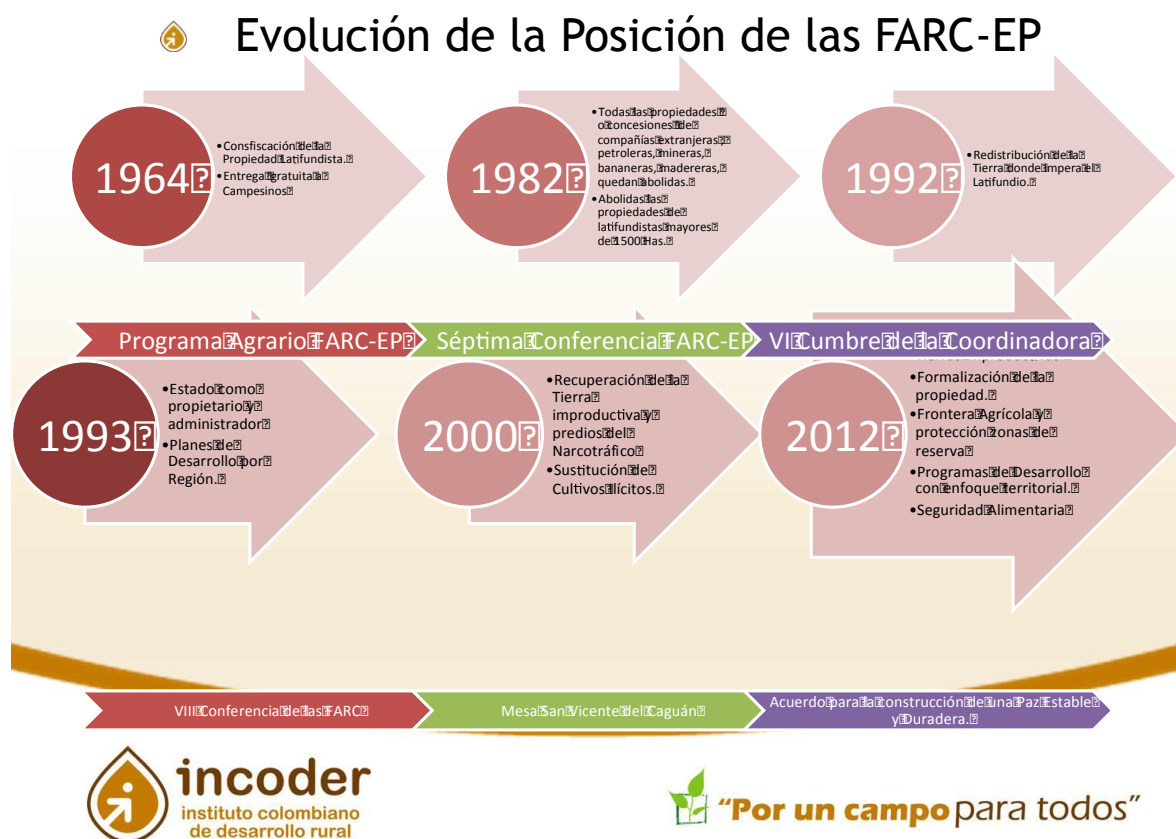 Evolución de la Posición de las FARC-EP
1964
•Consfiscación de la
Propiedad Latifundista.
•Entrega gratuita a
Campesinos
1982
•Todas las propiedades
o concesiones de
compañías extranjeras,
petroleras, mineras,
bananeras, madereras,
quedan abolidas.
•Abolidas las
propiedades de
latifundistas mayores
de 1500 Has.
1992
•Redistribución de la
Tierra donde Impera el
Latifundio.
Programa Agrario FARC-EP
Séptima Conferencia FARC-EP
VI Cumbre de la Coordinadora
1993
•Estado como
propietario y
administrador
•Planes de
Desarrollo por
Región.
2000
•Recuperación de la
Tierra
improductiva y
predios del
Narcotráfico
•Sustitución de
Cultivos Ilícitos.
2012
•Formalización de la
propiedad.
•Frontera Agrícola y
protección zonas de
reserva
•Programas de Desarrollo
con enfoque territorial.
•Seguridad Alimentaria
VIII Conferencia de las FARC
Mesa San Vicente del Caguán
Acuerdo para la construcción de una Paz Estable
y Duradera.
incoder
instituto colombiano
de desarrollo rural
"Por un campo para todos"